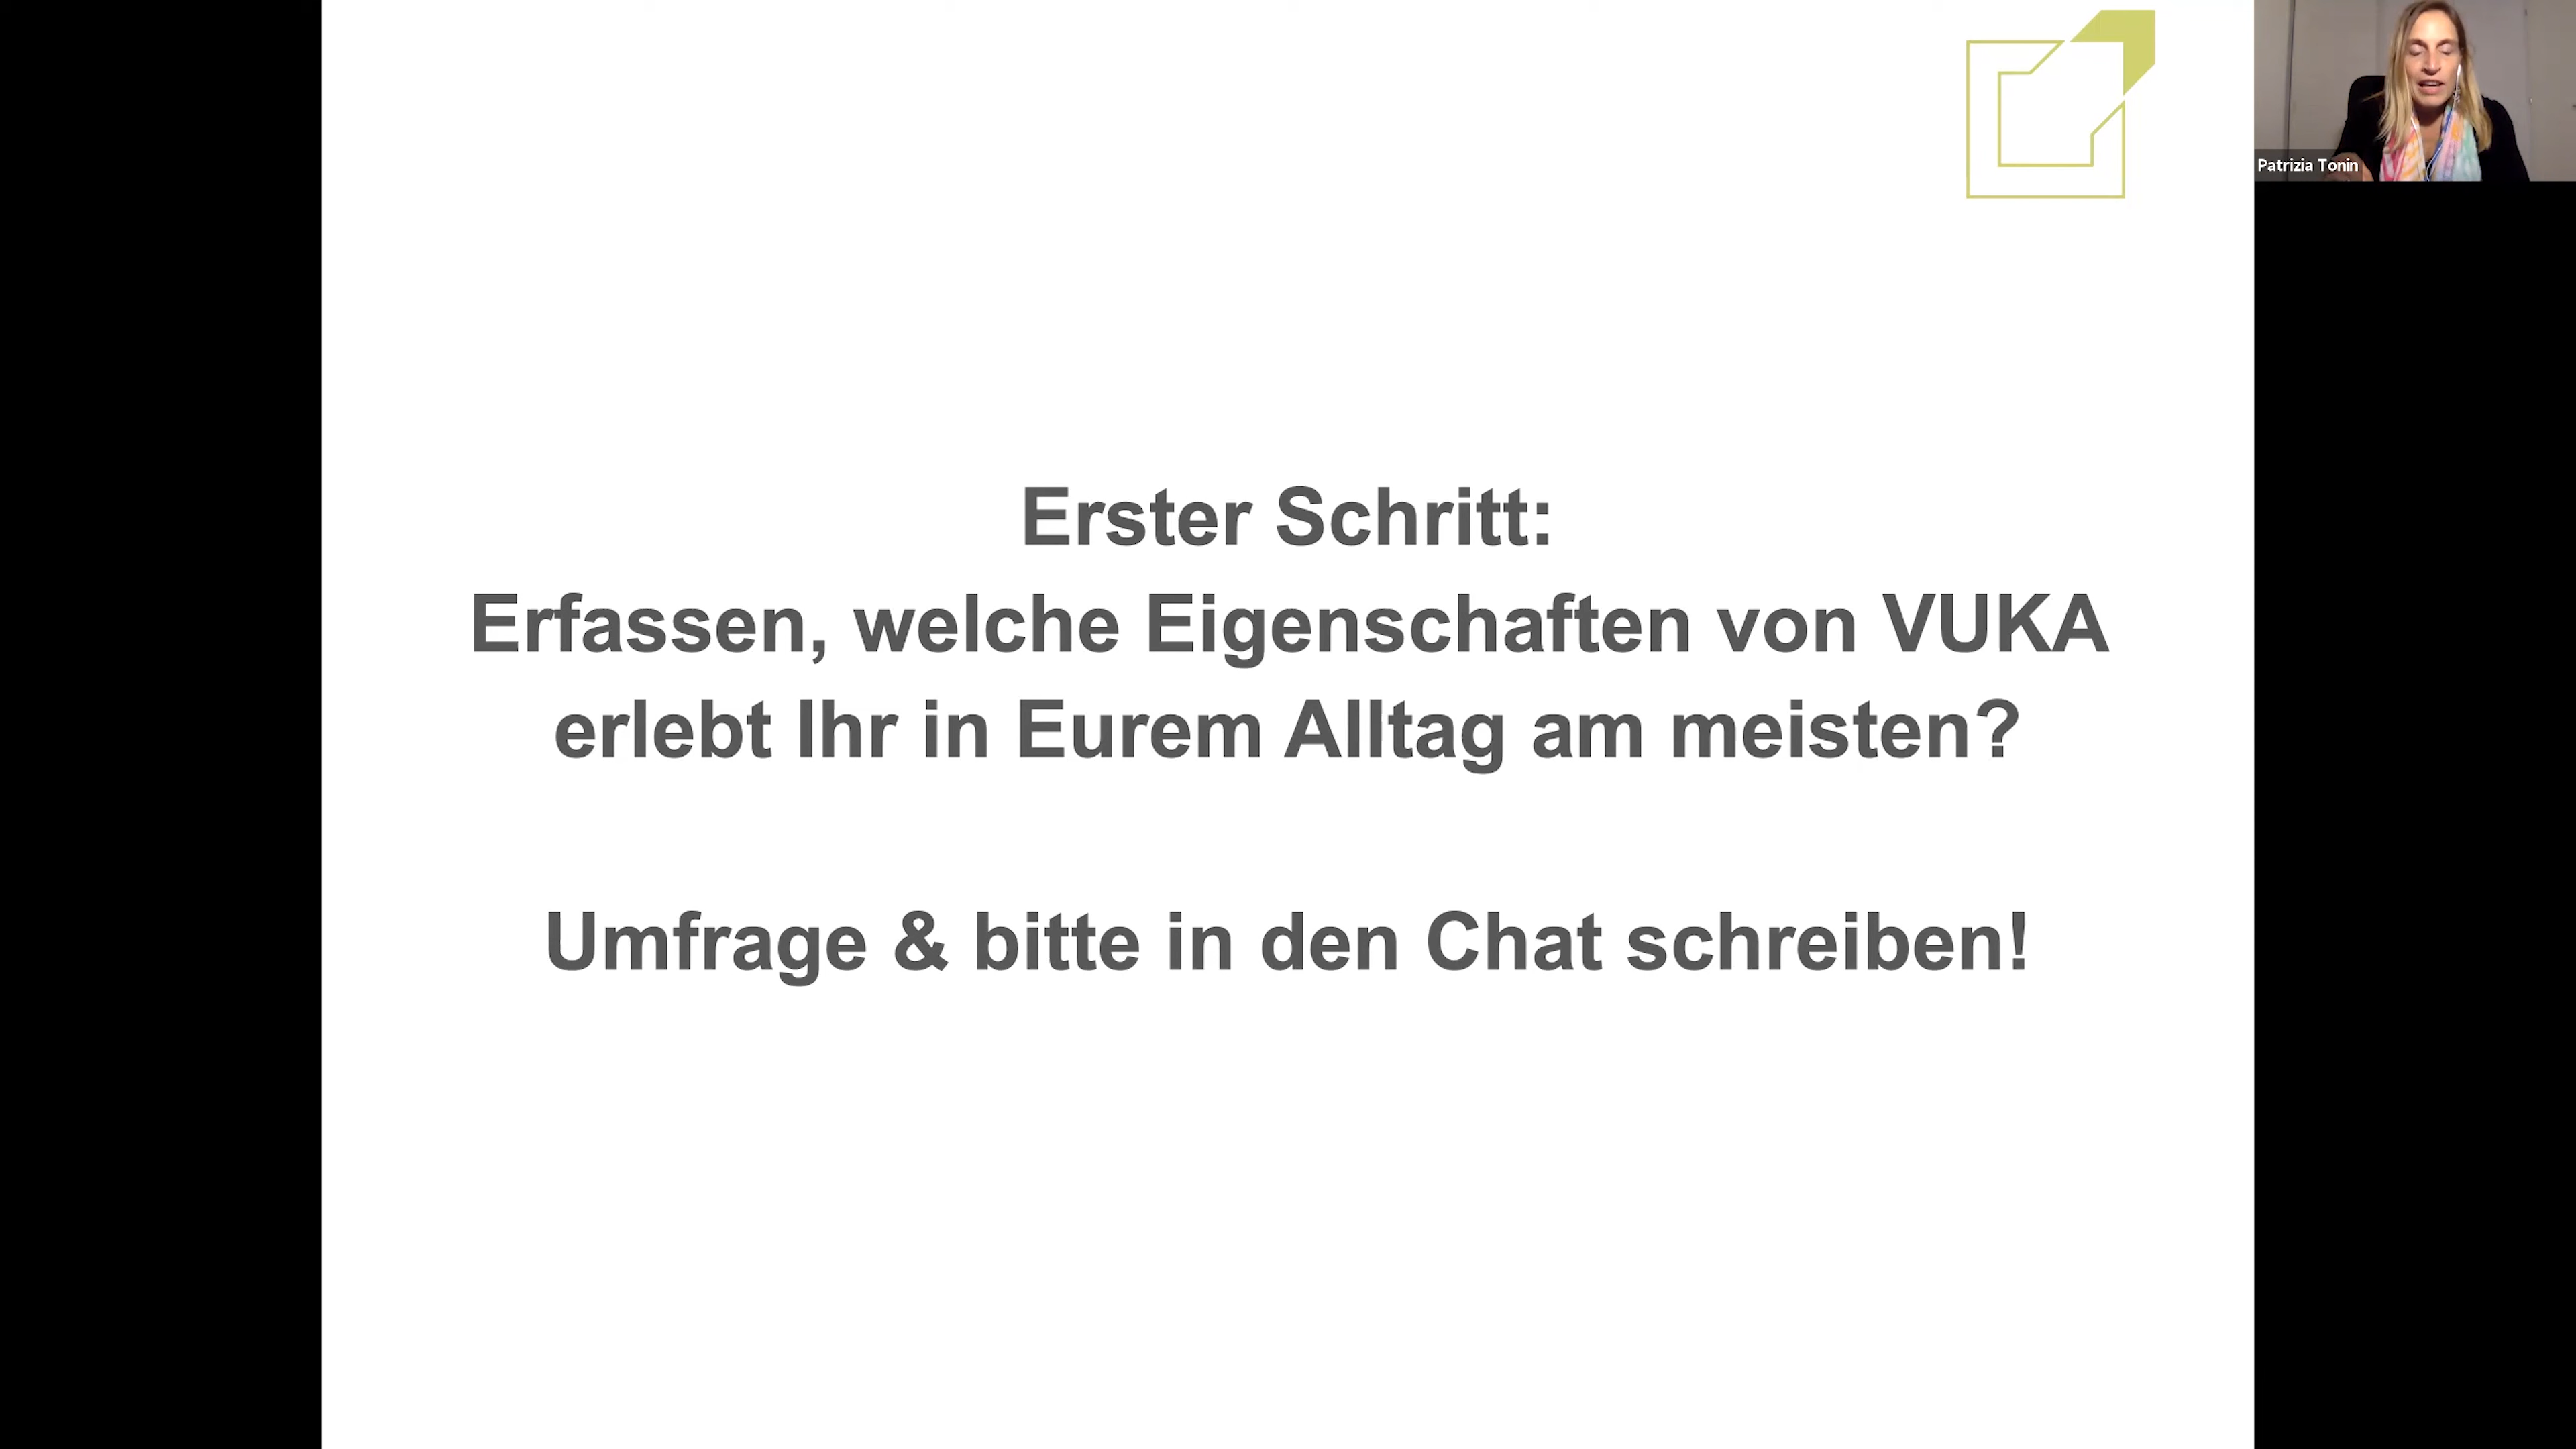 Erster Schritt:
Erfassen, welche Eigenschaften von VUKA
erlebt Ihr in Eurem Alltag am meisten?
Umfrage & bitte in den Chat schreiben!
Patrizia Tonin